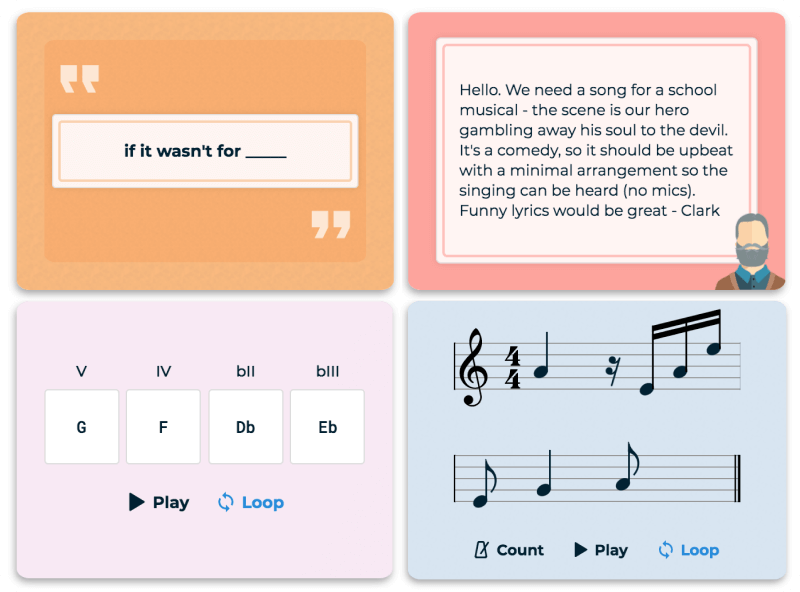 if it wasn't for _____
Hello. We need a song for a school
musical - the scene is our hero
gambling away his soul to the devil.
It's a comedy, so it should be upbeat
with a minimal arrangement so the
singing can be heard (no mics).
Funny lyrics would be great - Clark
V IV bII bIII
G F Db Eb
Play Loop
4
4
Count Play Loop